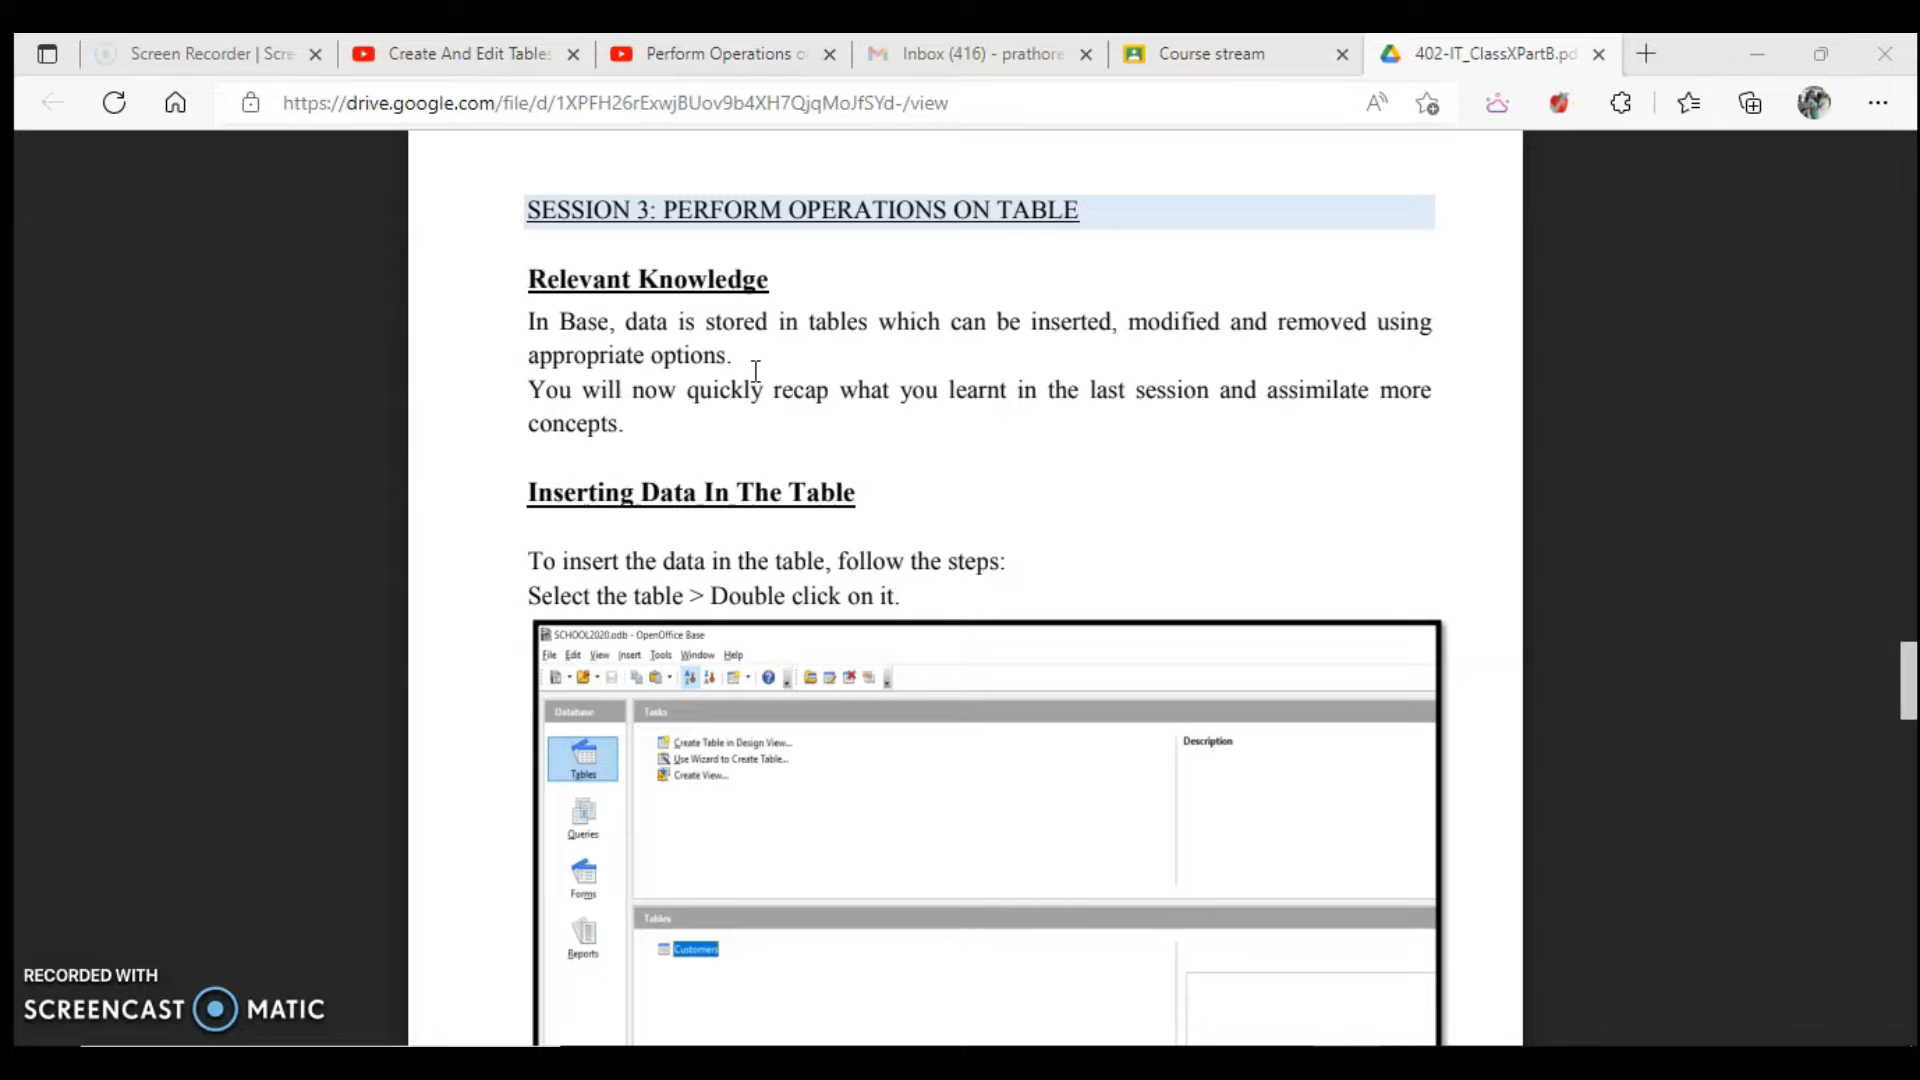 Screen Recorder | Scre
Create And Edit Tables
Perform Operations o
Inbox (416) - prathore
Course stream
402-IT_ClassXPartB.pd
https://drive.google.com/file/d/1XPFH26rExwjBUov9b4XH7QjqMoJfSYd-/view
SESSION 3: PERFORM OPERATIONS ON TABLE
Relevant Knowledge
In Base, data is stored in tables which can be inserted, modified and removed using
appropriate options.
You will now quickly recap what you learnt in the last session and assimilate more
concepts.
Inserting Data In The Table
To insert the data in the table, follow the steps:
Select the table > Double click on it.
SCHOOL2020.odb - OpenOffice Base
File Edit View Insert Tools Window Help
Database
Tasks
Create Table in Design View...
Use Wizard to Create Table...
Create View...
Description
Tables
Queries
Forms
Reports
Tables
Customers
RECORDED WITH
SCREENCAST MATIC